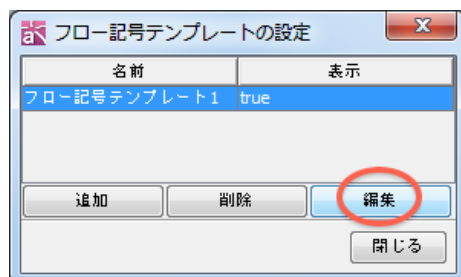 フロー記号テンプレートの設定
名前 表示
フロー記号テンプレート1 true
追加 削除 編集
閉じる